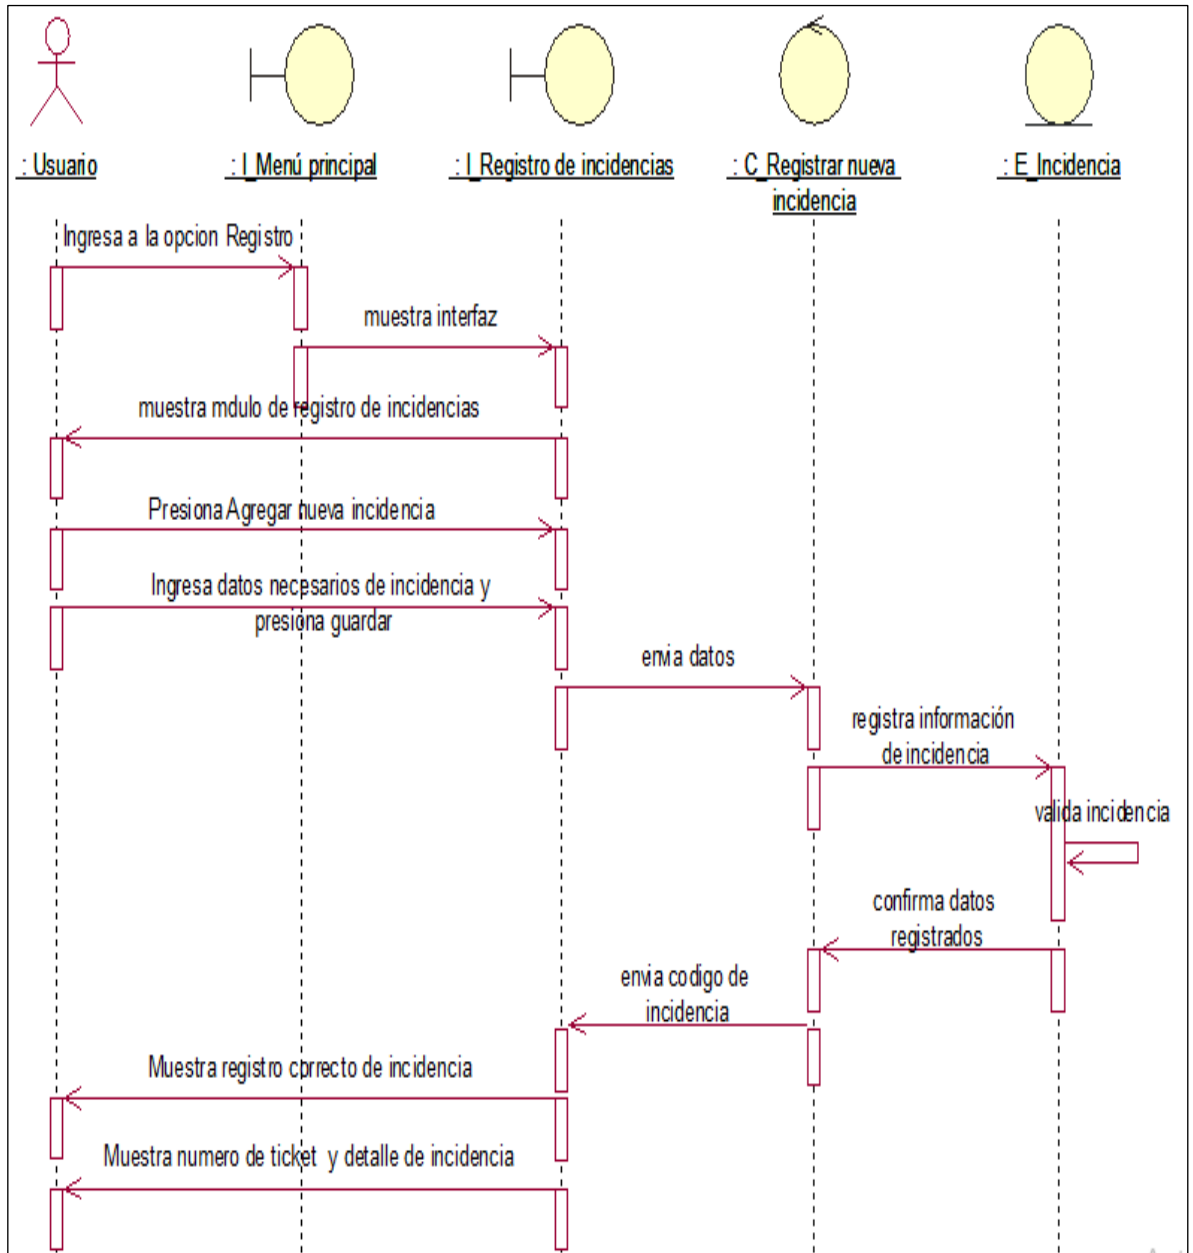 : Usuario
: I_Menú principal
: I_Registro de incidencias
: C_Registrar nueva
incidencia
: E_Incidencia
Ingresa a la opcion Registro
muestra interfaz
muestra mdulo de registro de incidencias
Presiona Agregar nueva incidencia
Ingresa datos necesarios de incidencia y
presiona guardar
envia datos
registra información
de incidencia
valida incidencia
confirma datos
registrados
envia codigo de
incidencia
Muestra registro correcto de incidencia
Muestra numero de ticket y detalle de incidencia